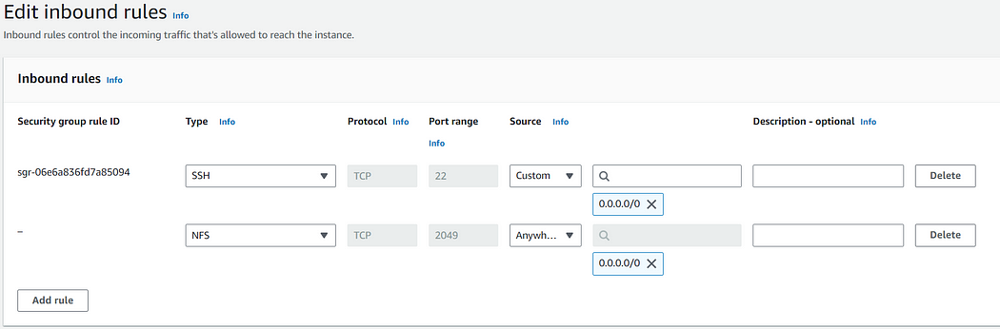 Edit inbound rules Info
Inbound rules control the incoming traffic that's allowed to reach the instance.
Inbound rules Info
Security group rule ID Type Info Protocol Info Port range Info Source Info Description - optional Info
sgr-06e6a836fd7a85094 SSH TCP 22 Custom Delete
0.0.0.0/0
– NFS TCP 2049 Anywh... Delete
0.0.0.0/0
Add rule